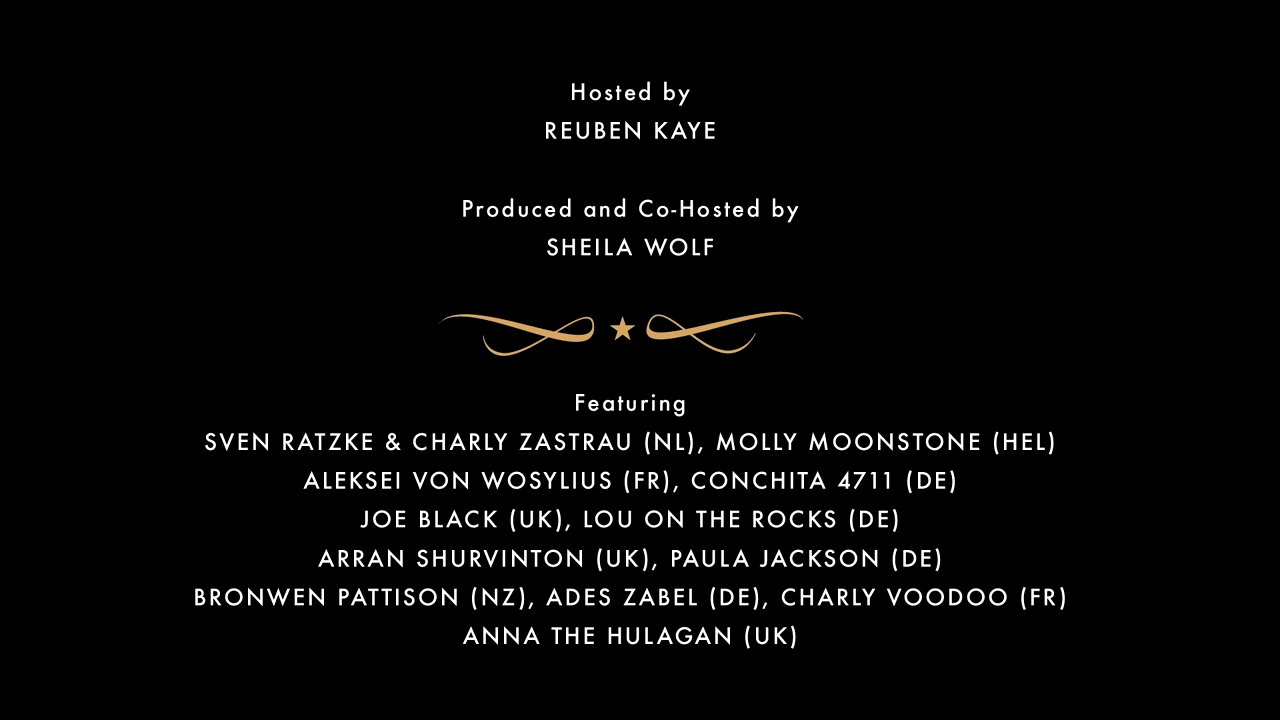 Hosted by
REUBEN KAYE
Produced and Co-Hosted by
SHEILA WOLF
Featuring
SVEN RATZKE & CHARLY ZASTRAU (NL), MOLLY MOONSTONE (HEL)
ALEKSEI VON WOSYLIUS (FR), CONCHITA 4711 (DE)
JOE BLACK (UK), LOU ON THE ROCKS (DE)
ARRAN SHURVINTON (UK), PAULA JACKSON (DE)
BRONWEN PATTISON (NZ), ADES ZABEL (DE), CHARLY VOODOO (FR)
ANNA THE HULAGAN (UK)